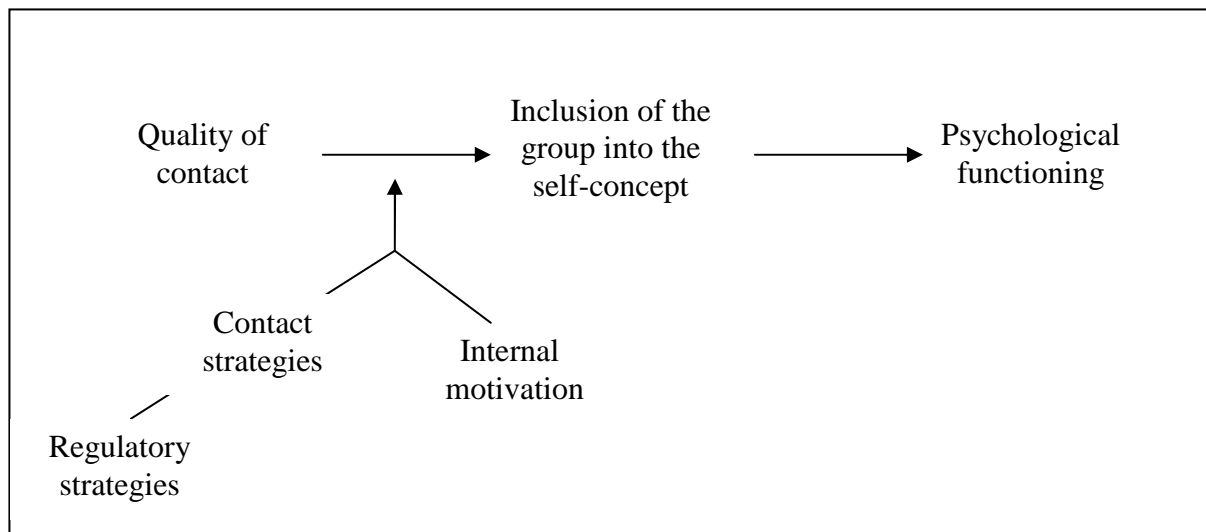 Quality of
contact
Inclusion of the
group into the
self-concept
Psychological
functioning
Contact
strategies
Internal
motivation
Regulatory
strategies